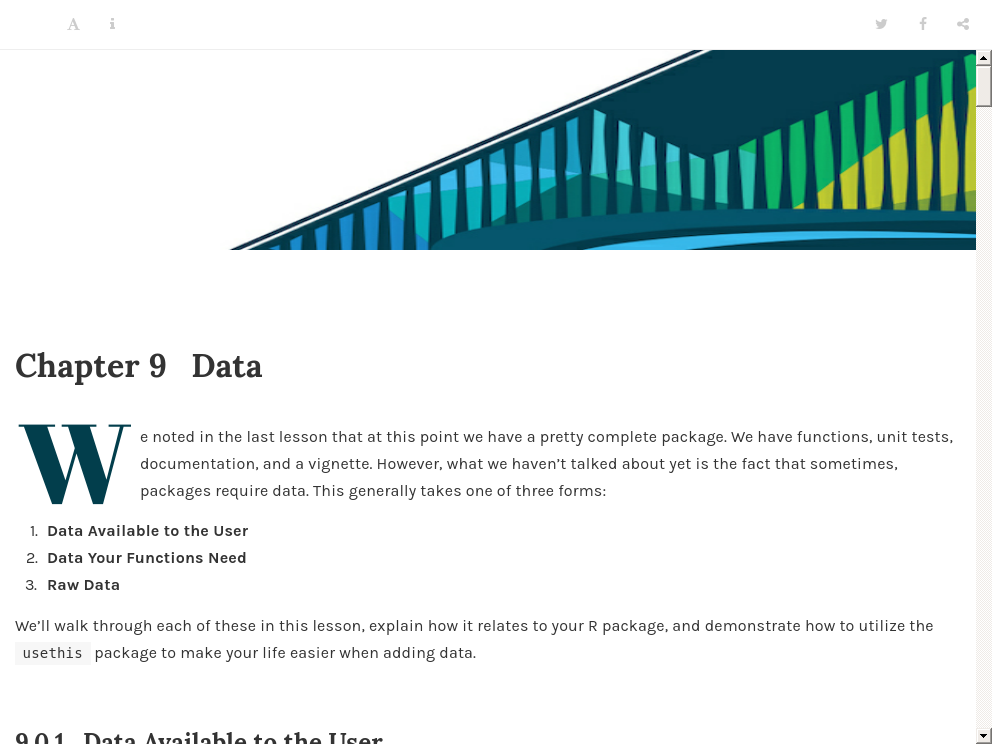 Chapter 9 Data
We noted in the last lesson that at this point we have a pretty complete package. We have functions, unit tests,
documentation, and a vignette. However, what we haven’t talked about yet is the fact that sometimes,
packages require data. This generally takes one of three forms:
1. Data Available to the User
2. Data Your Functions Need
3. Raw Data
We’ll walk through each of these in this lesson, explain how it relates to your R package, and demonstrate how to utilize the
usethis package to make your life easier when adding data.
9.0.1 Data Available to the User